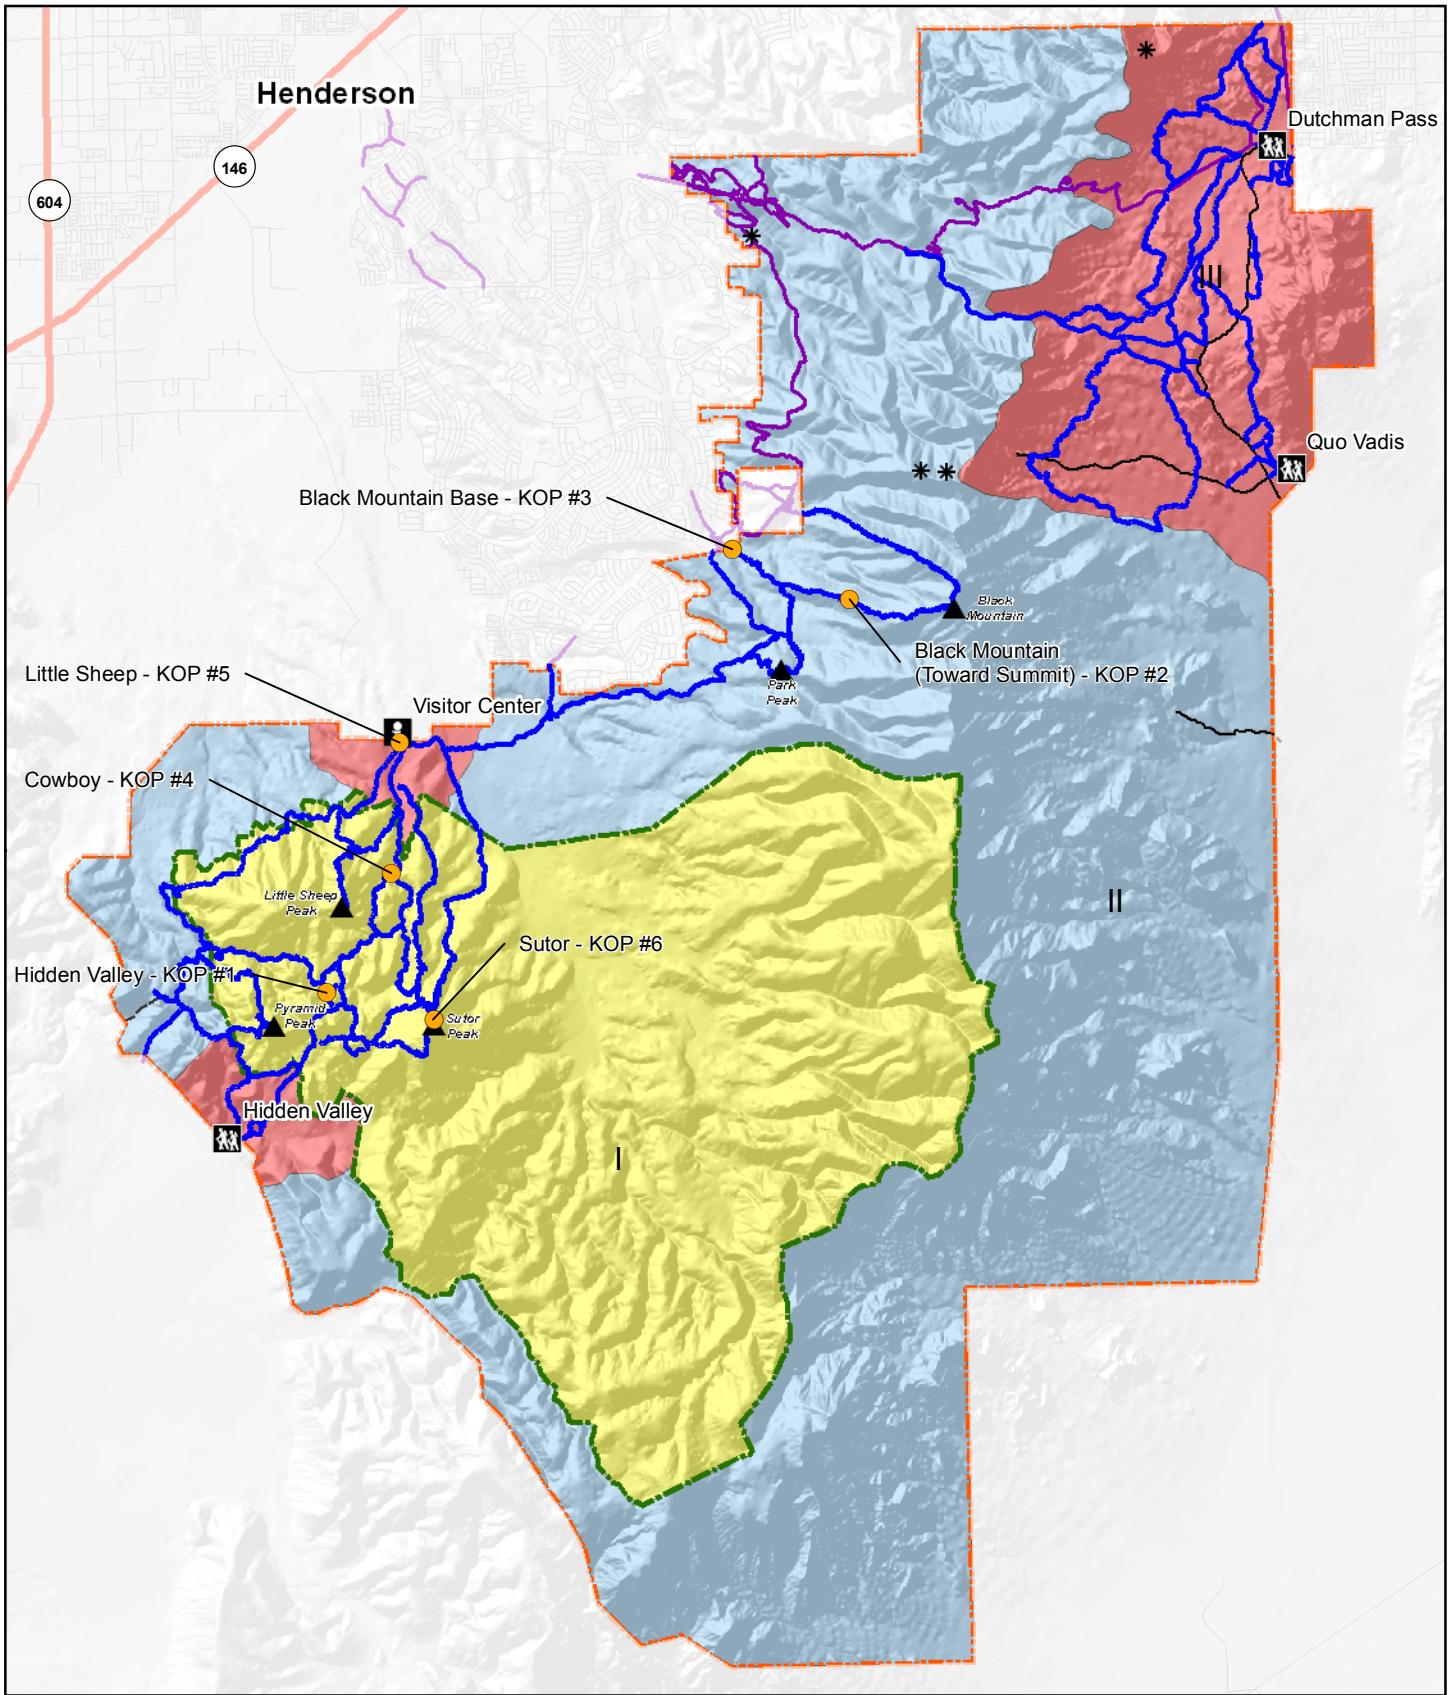 Henderson
Dutchman Pass
146
604
III
Quo Vadis
Black Mountain Base - KOP #3
Black
Mountain
Black Mountain
(Toward Summit) - KOP #2
Little Sheep - KOP #5
Park
Peak
Visitor Center
Cowboy - KOP #4
Little Sheep
Peak
II
Sutor - KOP #6
Hidden Valley - KOP #1
Pyramid
Peak
Sutor
Peak
Hidden Valley
I